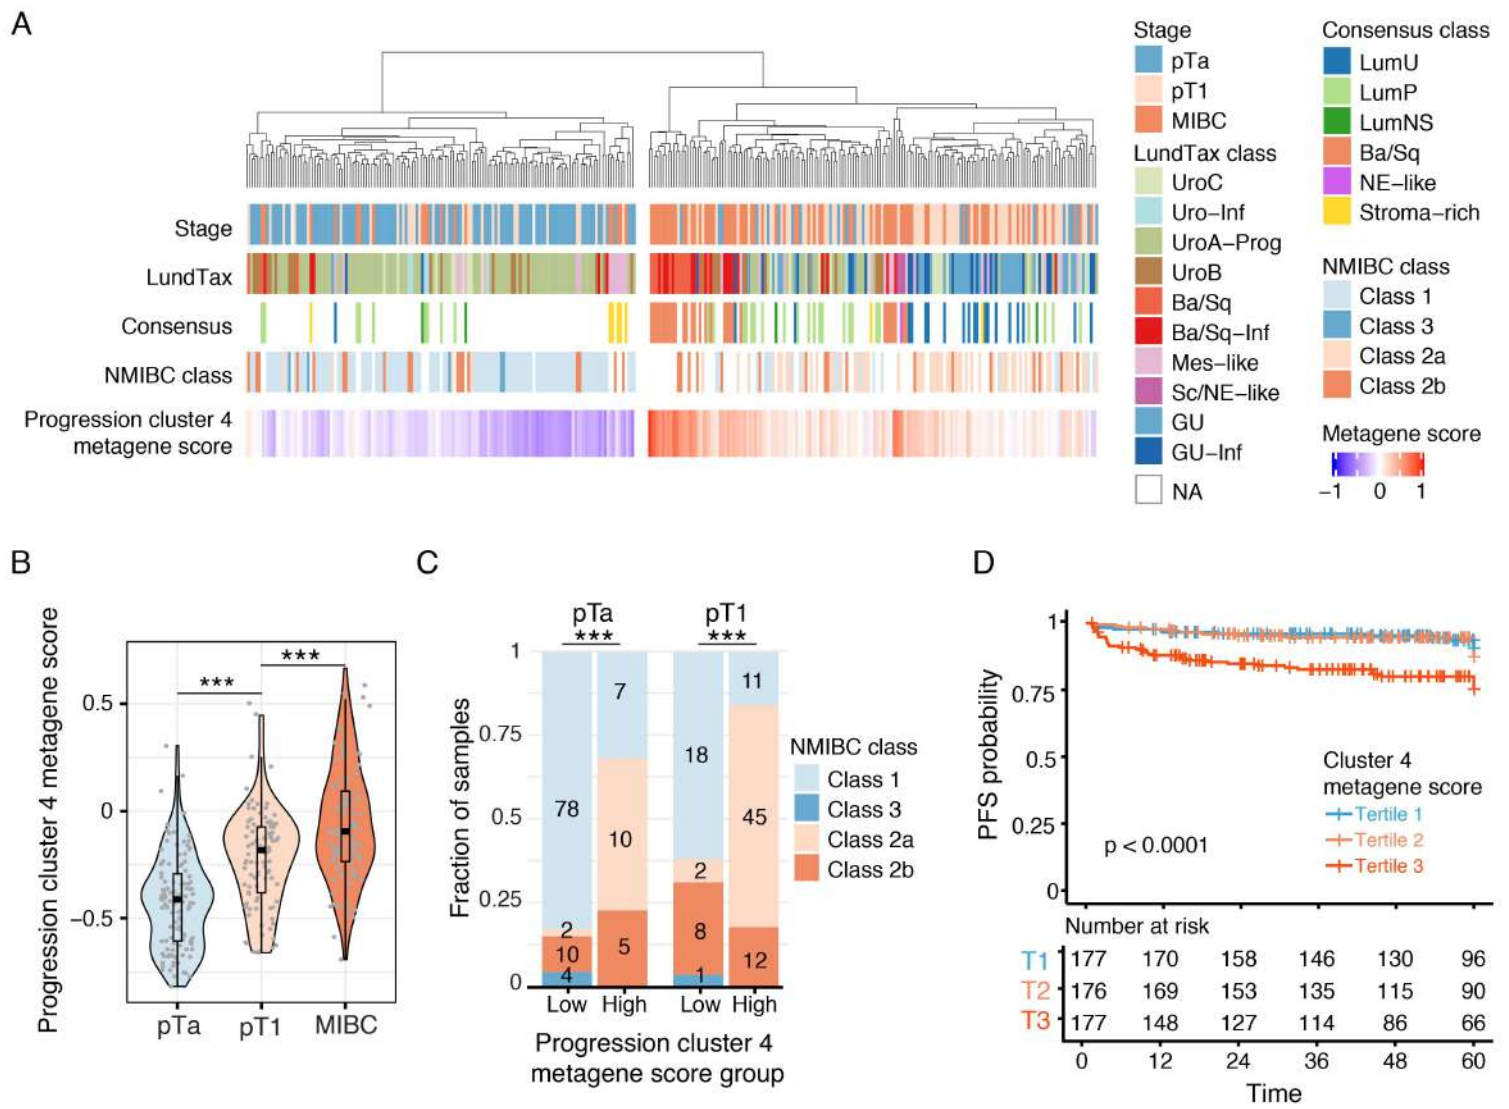 A
Stage
pTa
pT1
MIBC
LundTax class
UroC
Uro-Inf
UroA-Prog
UroB
Ba/Sq
Ba/Sq-Inf
Mes-like
Sc/NE-like
GU
GU-Inf
NA
Consensus class
LumU
LumP
LumNS
Ba/Sq
NE-like
Stroma-rich
NMIBC class
Class 1
Class 3
Class 2a
Class 2b
Metagene score
−1 0 1
Stage
LundTax
Consensus
NMIBC class
Progression cluster 4
metagene score
B
Progression cluster 4 metagene score
0.5
0
−0.5
***
***
pTa pT1 MIBC
C
pTa pT1
*** ***
Fraction of samples
1
0.75
0.5
0.25
0
78
2
10
4
7
10
5
18
2
8
1
11
45
12
Low High Low High
Progression cluster 4
metagene score group
NMIBC class
Class 1
Class 3
Class 2a
Class 2b
D
PFS probability
1
0.75
0.5
0.25
0
p < 0.0001
Cluster 4
metagene score
Tertile 1
Tertile 2
Tertile 3
Number at risk
T1 177 170 158 146 130 96
T2 176 169 153 135 115 90
T3 177 148 127 114 86 66
0 12 24 36 48 60
Time